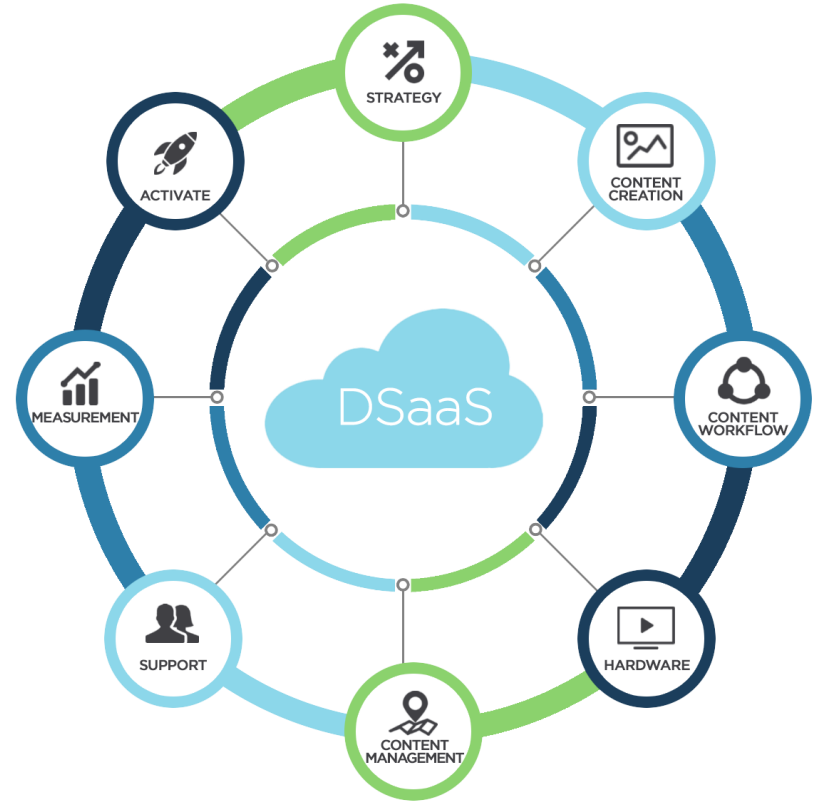 STRATEGY
CONTENT
CREATION
CONTENT
WORKFLOW
HARDWARE
CONTENT
MANAGEMENT
SUPPORT
MEASUREMENT
ACTIVATE
DSaaS